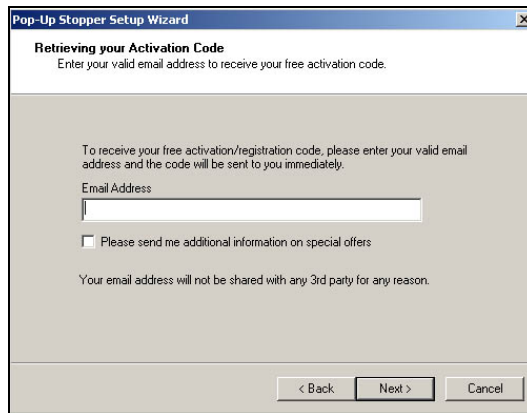 Pop-Up Stopper Setup Wizard
Retrieving your Activation Code
Enter your valid email address to receive your free activation code.
To receive your free activation/registration code, please enter your valid email
address and the code will be sent to you immediately.
Email Address
Please send me additional information on special offers
Your email address will not be shared with any 3rd party for any reason.
< Back
Next >
Cancel